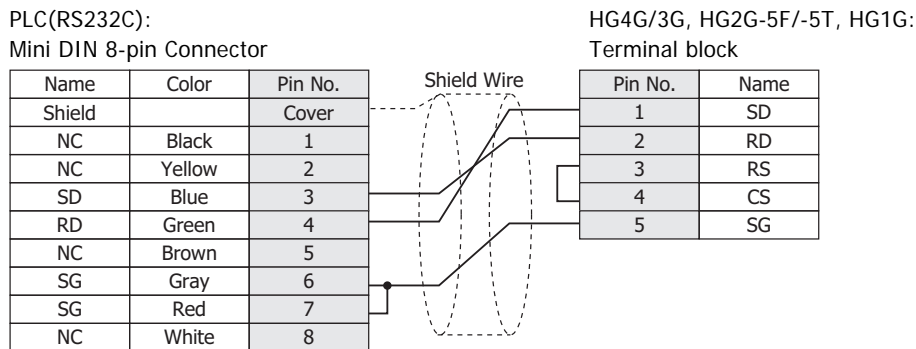 PLC(RS232C):
Mini DIN 8-pin Connector
Name Color Pin No.
Shield Cover
NC Black 1
NC Yellow 2
SD Blue 3
RD Green 4
NC Brown 5
SG Gray 6
SG Red 7
NC White 8
Shield Wire
HG4G/3G, HG2G-5F/-5T, HG1G:
Terminal block
Pin No. Name
1 SD
2 RD
3 RS
4 CS
5 SG